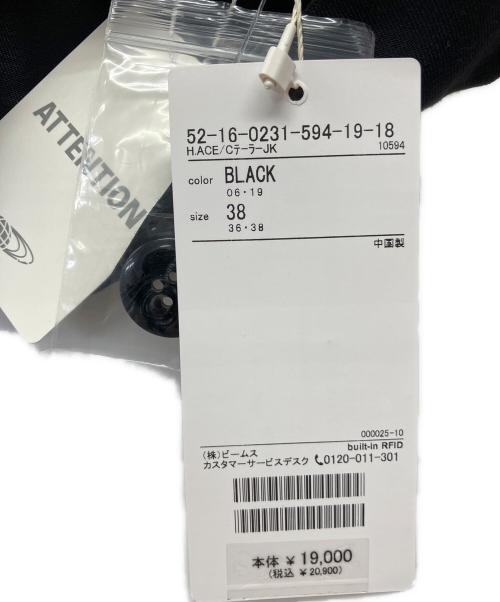 ATTENTION
52-16-0231-594-19-18
H.ACE/CテーラーJK 10594
color BLACK
06・19
size 38
36・38
中国製
000025-10
built-in RFID
(株)ビームス
カスタマーサービスデスク 0120-011-301
本体 ¥19,000
(税込 ¥20,900)